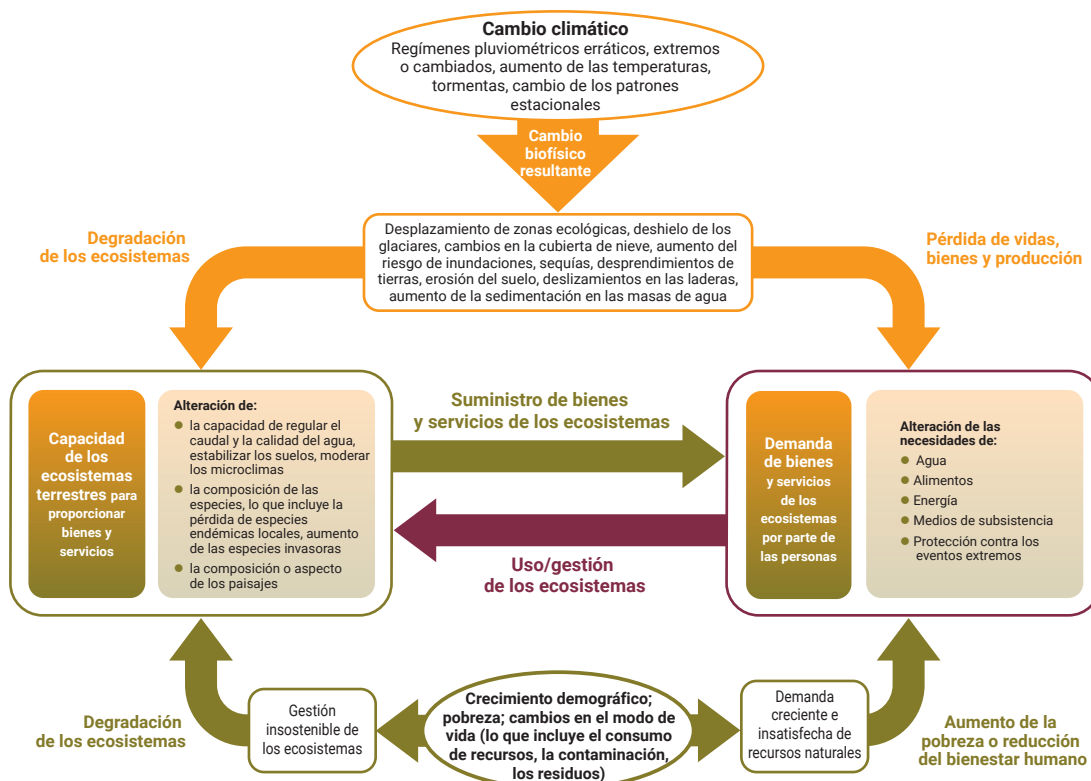 Cambio climático
Regímenes pluviométricos erráticos, extremos
o cambiados, aumento de las temperaturas,
tormentas, cambio de los patrones
estacionales
Cambio
biofísico
resultante
Degradación
de los ecosistemas
Desplazamiento de zonas ecológicas, deshielo de los
glaciares, cambios en la cubierta de nieve, aumento del
riesgo de inundaciones, sequías, desprendimientos de
tierras, erosión del suelo, deslizamientos en las laderas,
aumento de la sedimentación en las masas de agua
Pérdida de vidas,
bienes y producción
Capacidad
de los
ecosistemas
terrestres para
proporcionar
bienes y
servicios
Alteración de:
la capacidad de regular el
caudal y la calidad del agua,
estabilizar los suelos, moderar
los microclimas
la composición de las
especies, lo que incluye la
pérdida de especies
endémicas locales, aumento
de las especies invasoras
la composición o aspecto
de los paisajes
Suministro de bienes
y servicios de los ecosistemas
Uso/gestión
de los ecosistemas
Demanda
de bienes
y servicios
de los
ecosistemas
por parte de
las personas
Alteración de las
necesidades de:
Agua
Alimentos
Energía
Medios de subsistencia
Protección contra los
eventos extremos
Degradación
de los ecosistemas
Gestión
insostenible de
los ecosistemas
Crecimiento demográfico;
pobreza; cambios en el modo de
vida (lo que incluye el consumo
de recursos, la contaminación,
los residuos)
Demanda
creciente e
insatisfecha de
recursos naturales
Aumento de la
pobreza o reducción
del bienestar humano